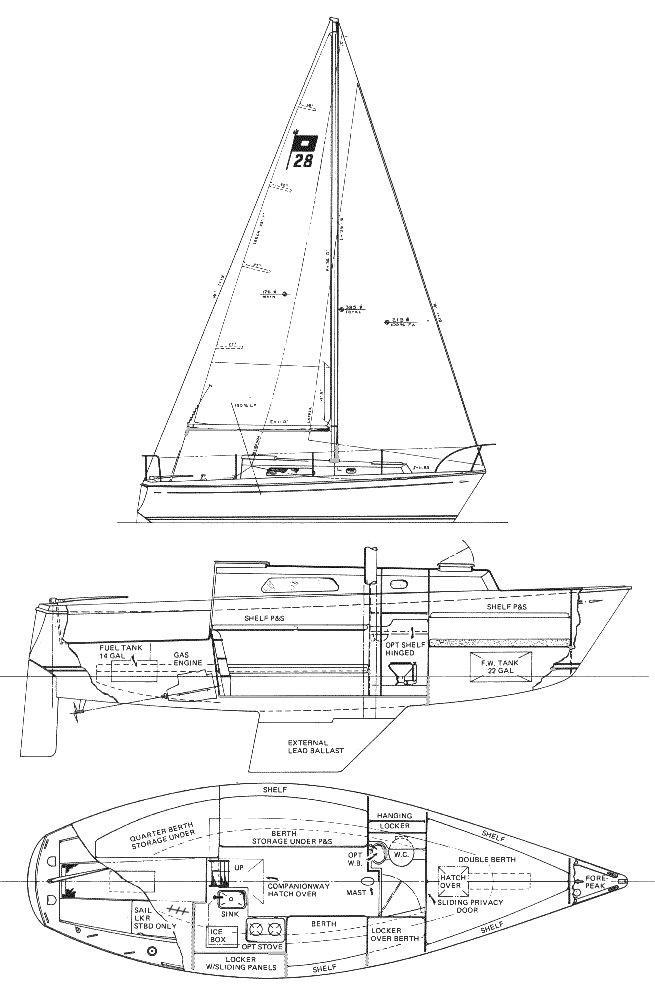 28
SHELF P&S
SHELF P&S
FUEL TANK
14 GAL
GAS
ENGINE
OPT SHELF
HINGED
F.W. TANK
22 GAL
EXTERNAL
LEAD BALLAST
SHELF
HANGING
LOCKER
SHELF
QUARTER BERTH
STORAGE UNDER
BERTH
STORAGE UNDER P&S
OPT
W.B.
W.C.
DOUBLE BERTH
UP
COMPANIONWAY
HATCH OVER
MAST
HATCH
OVER
FORE-
PEAK
SLIDING PRIVACY
DOOR
SAIL
LKR
STBD ONLY
SINK
ICE
BOX
OPT STOVE
BERTH
LOCKER
OVER BERTH
LOCKER
W/SLIDING PANELS
SHELF
SHELF